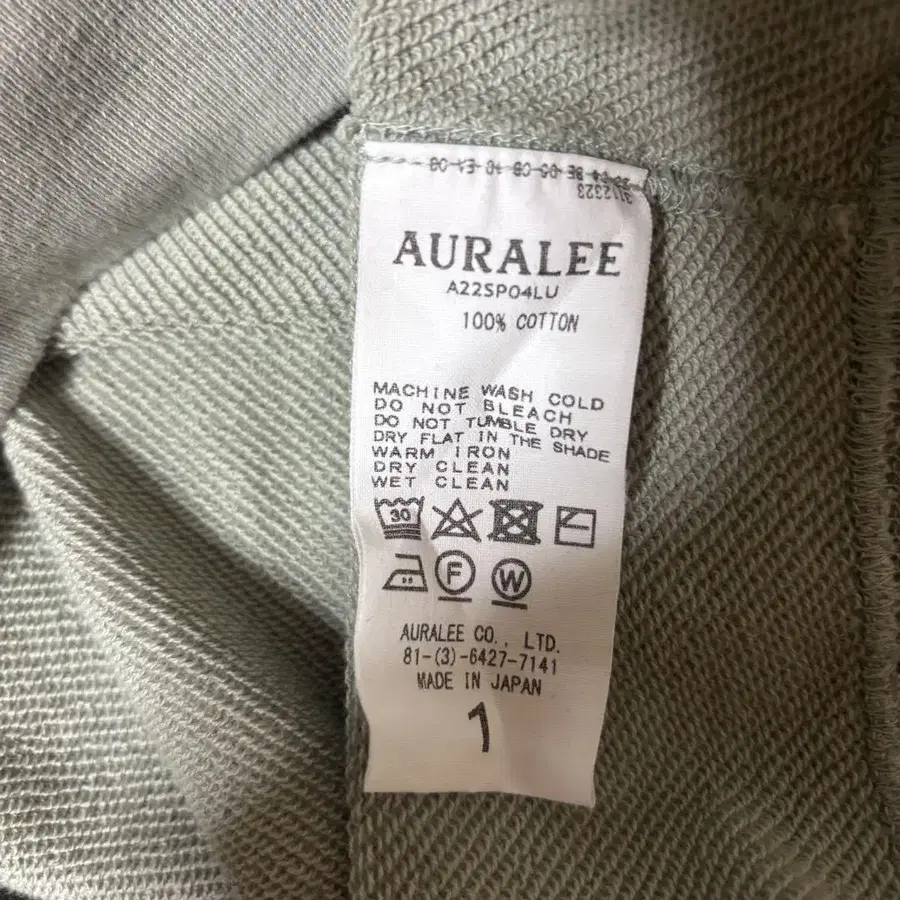 AURALEE
A22SP04LU
100% COTTON
MACHINE WASH COLD
DO NOT BLEACH
DO NOT TUMBLE DRY
DRY FLAT IN THE SHADE
WARM IRON
DRY CLEAN
WET CLEAN
30
F W
AURALEE CO., LTD.
81-(3)-6427-7141
MADE IN JAPAN
1